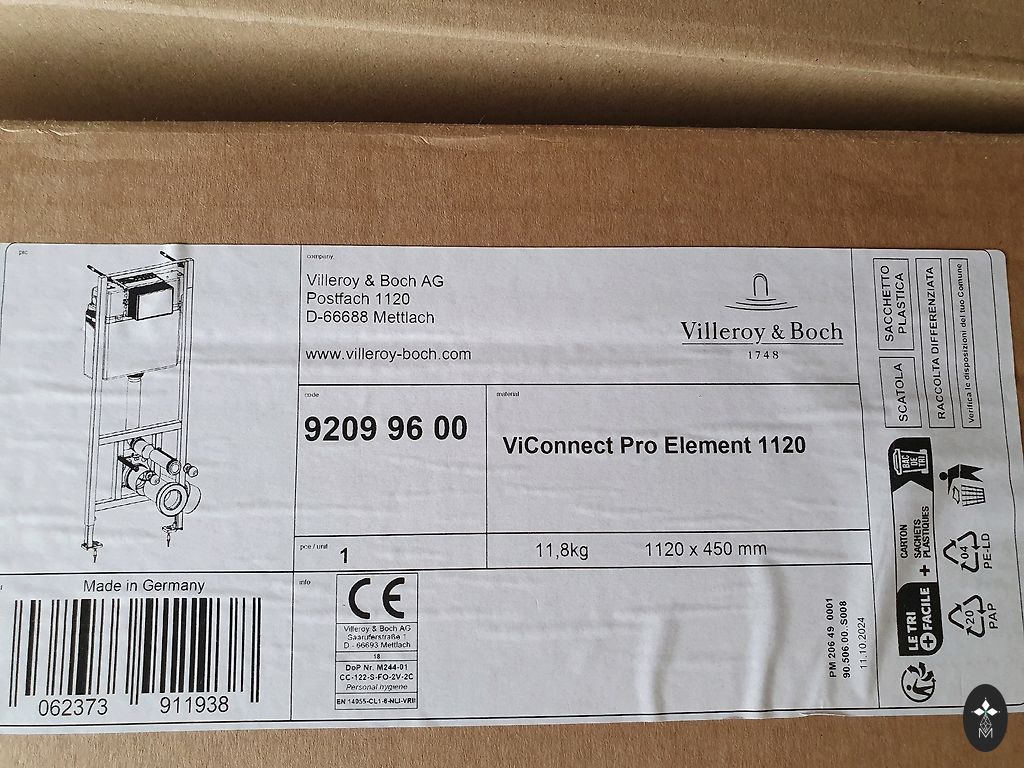 pic
company
Villeroy & Boch AG
Postfach 1120
D-66688 Mettlach
www.villeroy-boch.com
Villeroy & Boch
1748
code
9209 96 00
material
ViConnect Pro Element 1120
pce / unit
1
11,8kg
1120 x 450 mm
Made in Germany
062373
911938
info
CE
Villeroy & Boch AG
Saaruferstraße 1
D - 66693 Mettlach
18
DoP Nr. M244-01
CC-122-S-FO-2V-2C
Personal hygiene
EN 14055-CL1-6-NLI-VRII
PM 206 49 0001
90.506.00..S008
11.10.2024
SCATOLA
SACCHETTO
PLASTICA
RACCOLTA DIFFERENZIATA
Verifica le disposizioni del tuo Comune
BAC
DE
TRI
CARTON
+ SACHETS
PLASTIQUES
LE TRI
+ FACILE
04
PE-LD
20
PAP
M